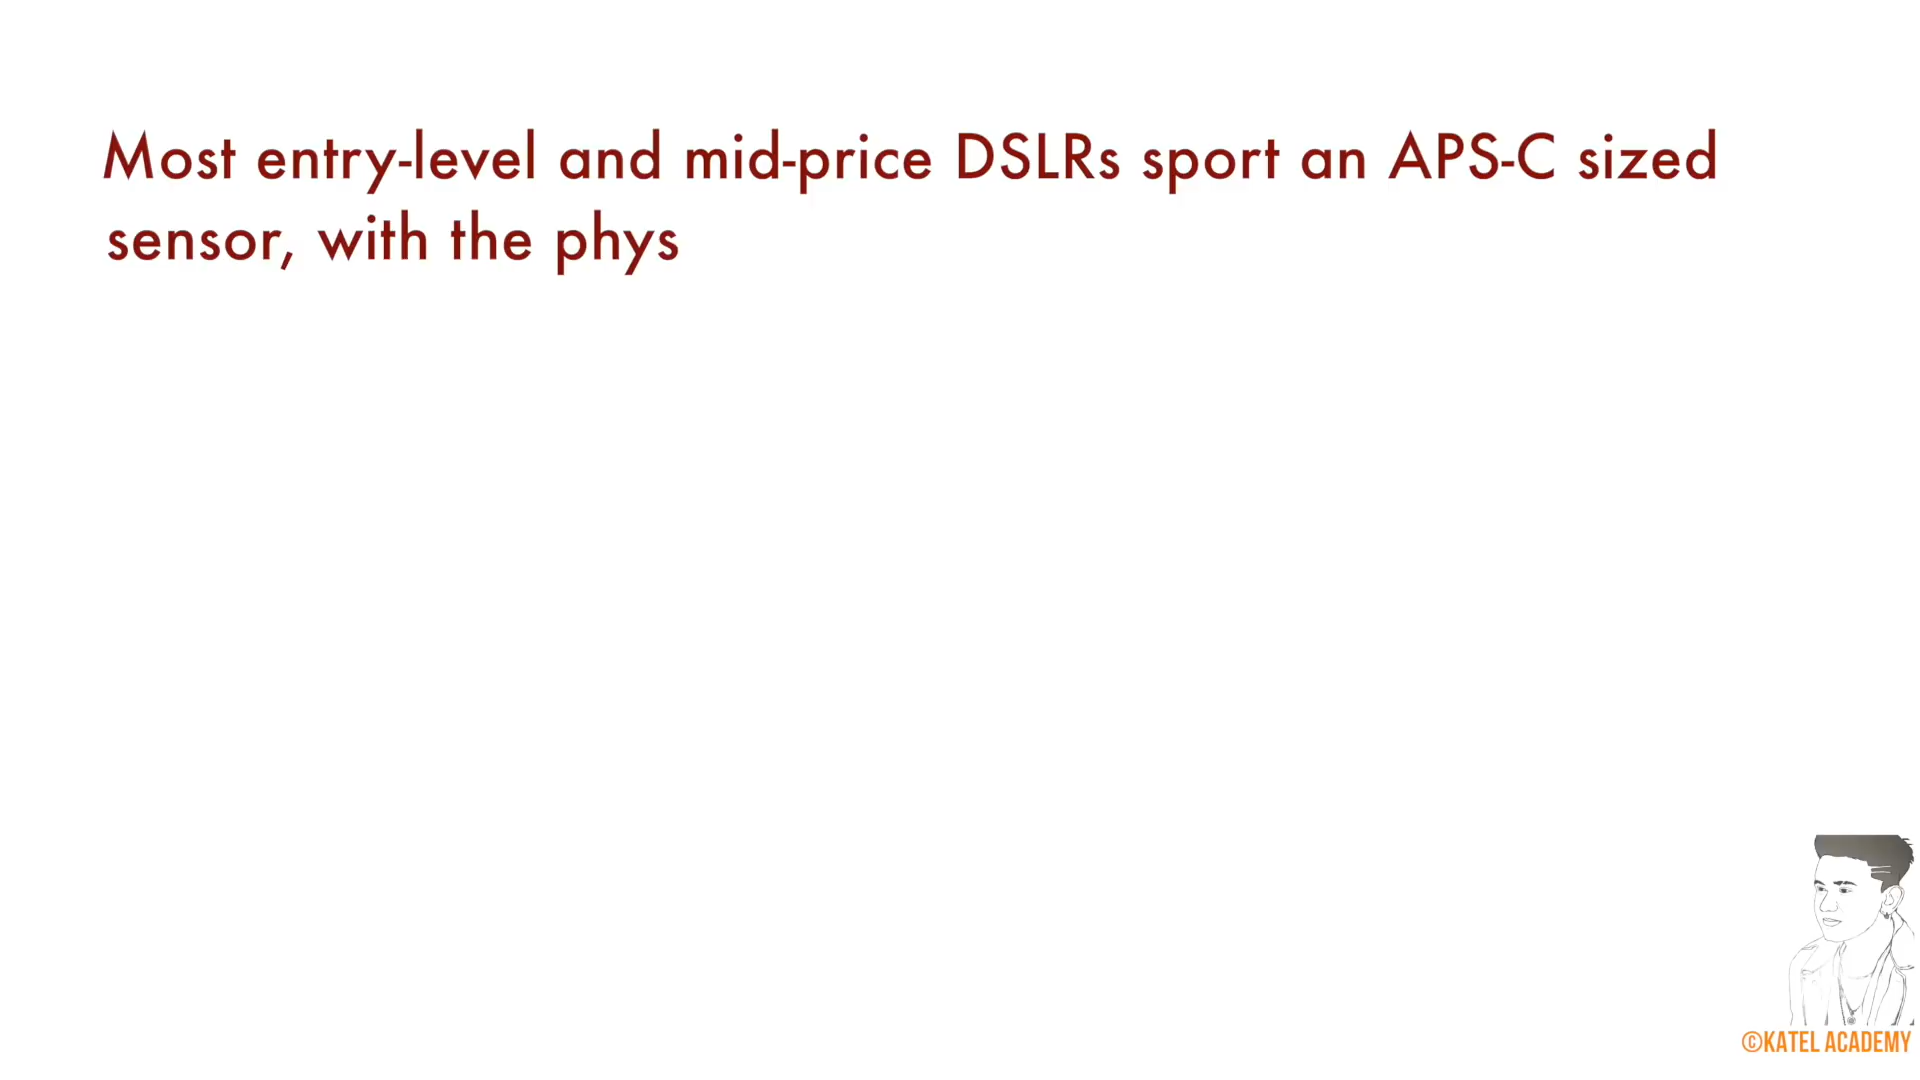 Most entry-level and mid-price DSLRs sport an APS-C sized
sensor, with the phys
©KATEL ACADEMY